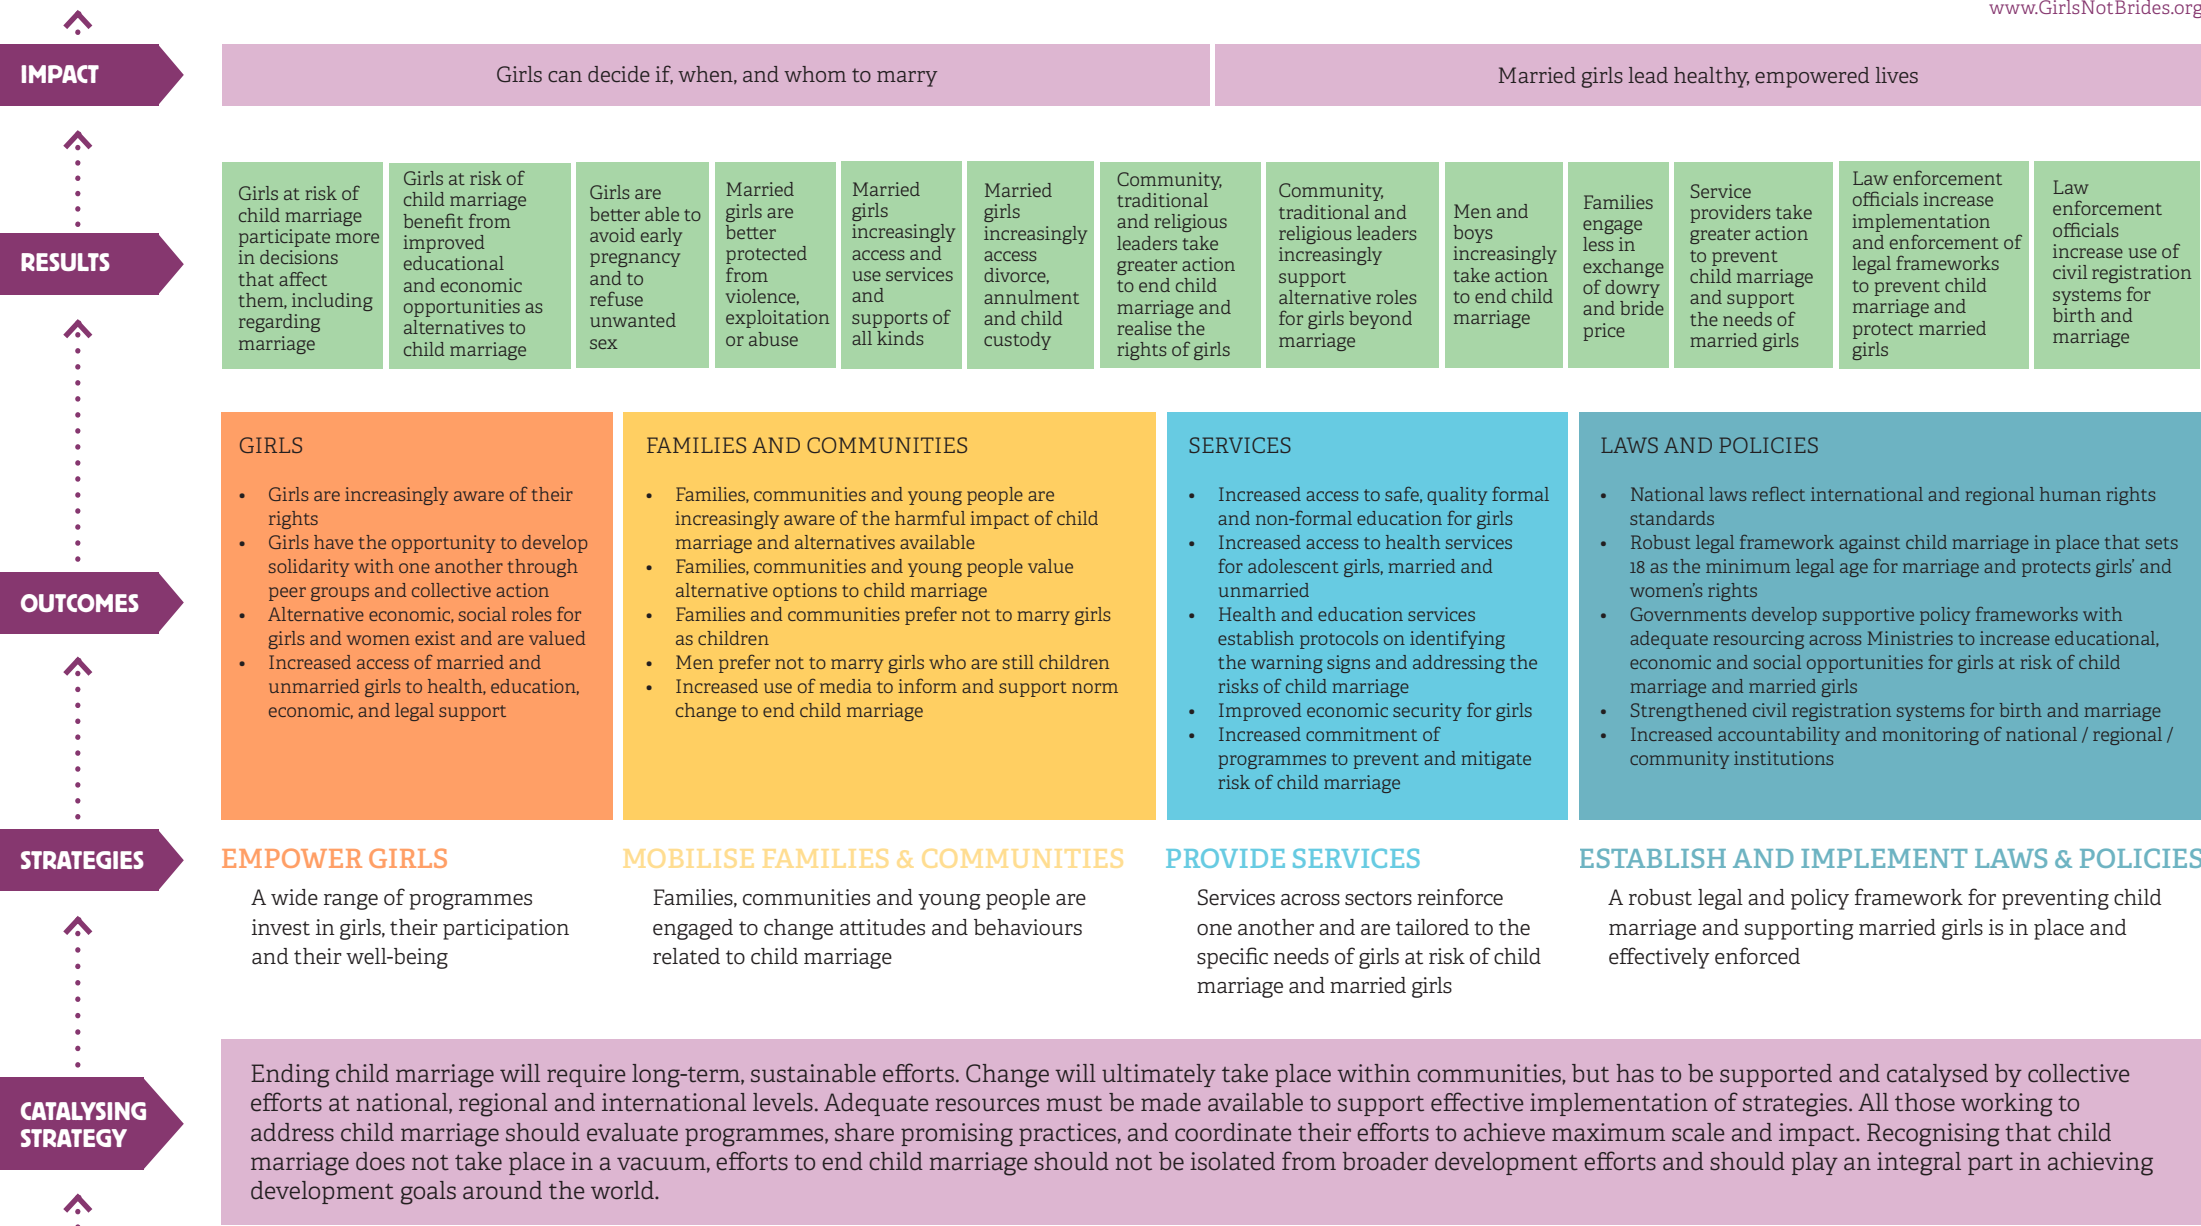 www.GirlsNotBrides.org
IMPACT
Girls can decide if, when, and whom to marry
Married girls lead healthy, empowered lives
RESULTS
Girls at risk of
child marriage
participate more
in decisions
that affect
them, including
regarding
marriage
Girls at risk of
child marriage
benefit from
improved
educational
and economic
opportunities as
alternatives to
child marriage
Girls are
better able to
avoid early
pregnancy
and to
refuse
unwanted
sex
Married
girls are
better
protected
from
violence,
exploitation
or abuse
Married
girls
increasingly
access and
use services
and
supports of
all kinds
Married
girls
increasingly
access
divorce,
annulment
and child
custody
Community,
traditional
and religious
leaders take
greater action
to end child
marriage and
realise the
rights of girls
Community,
traditional and
religious leaders
increasingly
support
alternative roles
for girls beyond
marriage
Men and
boys
increasingly
take action
to end child
marriage
Families
engage
less in
exchange
of dowry
and bride
price
Service
providers take
greater action
to prevent
child marriage
and support
the needs of
married girls
Law enforcement
officials increase
implementation
and enforcement of
legal frameworks
to prevent child
marriage and
protect married
girls
Law
enforcement
officials
increase use of
civil registration
systems for
birth and
marriage
OUTCOMES
GIRLS
• Girls are increasingly aware of their
rights
• Girls have the opportunity to develop
solidarity with one another through
peer groups and collective action
• Alternative economic, social roles for
girls and women exist and are valued
• Increased access of married and
unmarried girls to health, education,
economic, and legal support
FAMILIES AND COMMUNITIES
• Families, communities and young people are
increasingly aware of the harmful impact of child
marriage and alternatives available
• Families, communities and young people value
alternative options to child marriage
• Families and communities prefer not to marry girls
as children
• Men prefer not to marry girls who are still children
• Increased use of media to inform and support norm
change to end child marriage
SERVICES
• Increased access to safe, quality formal
and non-formal education for girls
• Increased access to health services
for adolescent girls, married and
unmarried
• Health and education services
establish protocols on identifying
the warning signs and addressing the
risks of child marriage
• Improved economic security for girls
• Increased commitment of
programmes to prevent and mitigate
risk of child marriage
LAWS AND POLICIES
• National laws reflect international and regional human rights
standards
• Robust legal framework against child marriage in place that sets
18 as the minimum legal age for marriage and protects girls' and
women's rights
• Governments develop supportive policy frameworks with
adequate resourcing across Ministries to increase educational,
economic and social opportunities for girls at risk of child
marriage and married girls
• Strengthened civil registration systems for birth and marriage
• Increased accountability and monitoring of national / regional /
community institutions
STRATEGIES
EMPOWER GIRLS
A wide range of programmes
invest in girls, their participation
and their well-being
MOBILISE FAMILIES & COMMUNITIES
Families, communities and young people are
engaged to change attitudes and behaviours
related to child marriage
PROVIDE SERVICES
Services across sectors reinforce
one another and are tailored to the
specific needs of girls at risk of child
marriage and married girls
ESTABLISH AND IMPLEMENT LAWS & POLICIES
A robust legal and policy framework for preventing child
marriage and supporting married girls is in place and
effectively enforced
CATALYSING
STRATEGY
Ending child marriage will require long-term, sustainable efforts. Change will ultimately take place within communities, but has to be supported and catalysed by collective
efforts at national, regional and international levels. Adequate resources must be made available to support effective implementation of strategies. All those working to
address child marriage should evaluate programmes, share promising practices, and coordinate their efforts to achieve maximum scale and impact. Recognising that child
marriage does not take place in a vacuum, efforts to end child marriage should not be isolated from broader development efforts and should play an integral part in achieving
development goals around the world.